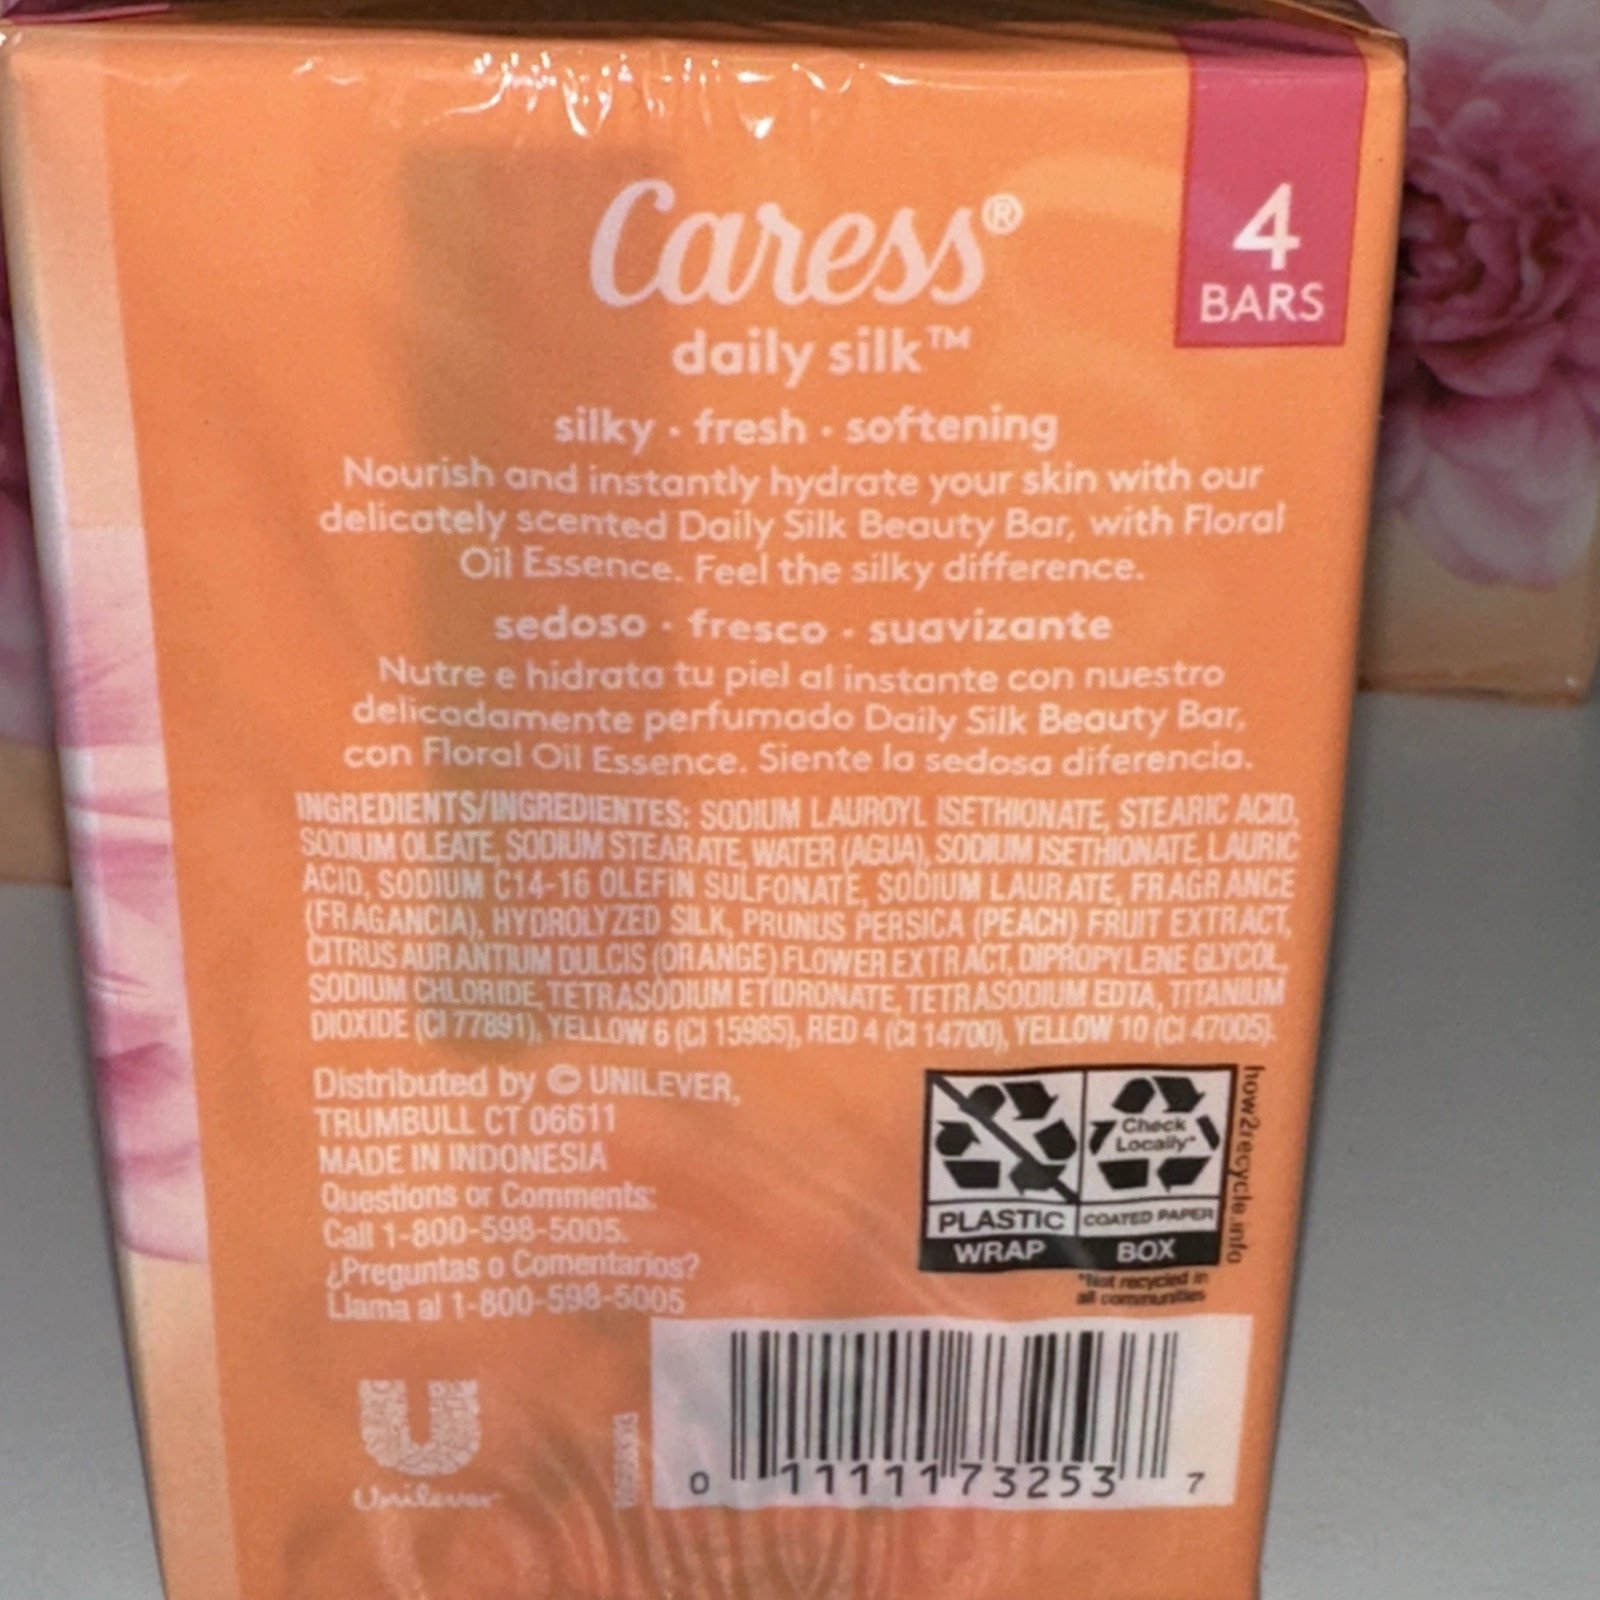 Caress®
daily silk™
4
BARS
silky · fresh · softening
Nourish and instantly hydrate your skin with our
delicately scented Daily Silk Beauty Bar, with Floral
Oil Essence. Feel the silky difference.
sedoso · fresco · suavizante
Nutre e hidrata tu piel al instante con nuestro
delicadamente perfumado Daily Silk Beauty Bar,
con Floral Oil Essence. Siente la sedosa diferencia.
INGREDIENTS/INGREDIENTES: SODIUM LAUROYL ISETHIONATE, STEARIC ACID,
SODIUM OLEATE, SODIUM STEARATE, WATER (AGUA), SODIUM ISETHIONATE, LAURIC
ACID, SODIUM C14-16 OLEFIN SULFONATE, SODIUM LAURATE, FRAGRANCE
(FRAGANCIA), HYDROLYZED SILK, PRUNUS PERSICA (PEACH) FRUIT EXTRACT,
CITRUS AURANTIUM DULCIS (ORANGE) FLOWER EXTRACT, DIPROPYLENE GLYCOL,
SODIUM CHLORIDE, TETRASODIUM ETIDRONATE, TETRASODIUM EDTA, TITANIUM
DIOXIDE (CI 77891), YELLOW 6 (CI 15985), RED 4 (CI 14700), YELLOW 10 (CI 47005).
Distributed by © UNILEVER,
TRUMBULL CT 06611
MADE IN INDONESIA
Questions or Comments:
Call 1-800-598-5005.
¿Preguntas o Comentarios?
Llama al 1-800-598-5005
Check
Locally*
PLASTIC
WRAP
COATED PAPER
BOX
how2recycle.info
*Not recycled in
all communities
Unilever
0 11111 73253 7